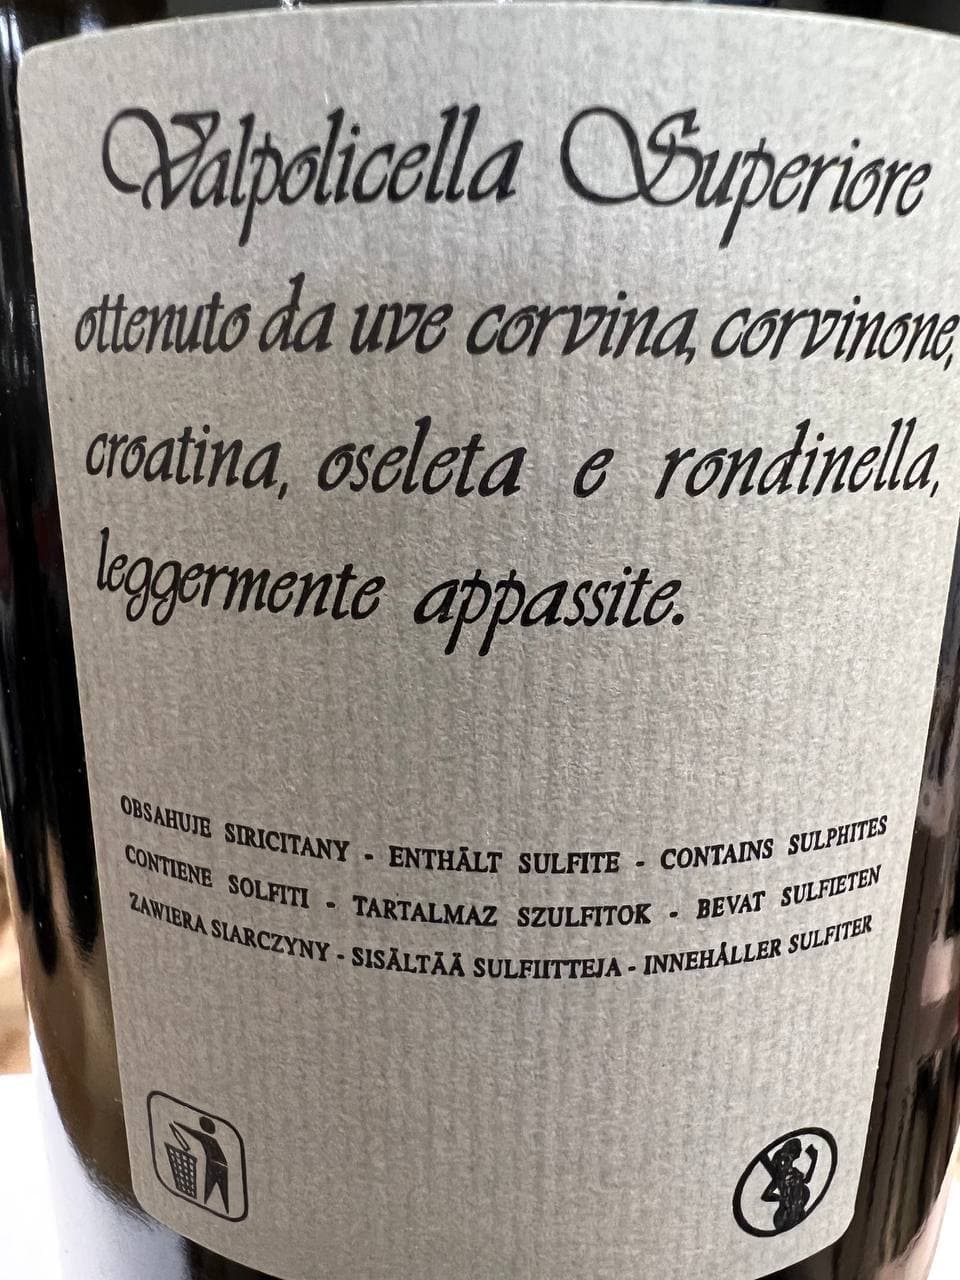 Valpolicella Superiore
ottenuto da uve corvina, corvinone,
croatina, oseleta e rondinella,
leggermente appassite.
OBSAHUJE SIRICITANY - ENTHÄLT SULFITE - CONTAINS SULPHITES
CONTIENE SOLFITI - TARTALMAZ SZULFITOK - BEVAT SULFIETEN
ZAWIERA SIARCZYNY - SISÄLTÄÄ SULFIITTEJA - INNEHÅLLER SULFITER